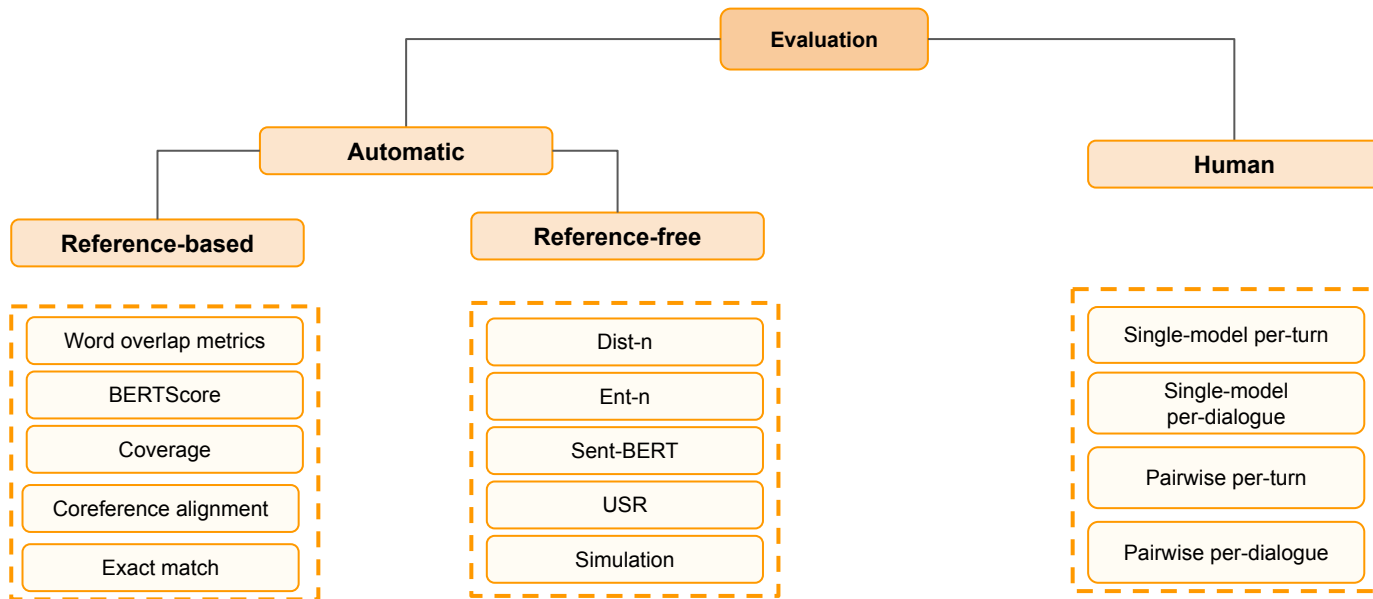 Evaluation
Automatic
Human
Reference-based
Reference-free
Word overlap metrics
BERTScore
Coverage
Coreference alignment
Exact match
Dist-n
Ent-n
Sent-BERT
USR
Simulation
Single-model per-turn
Single-model
per-dialogue
Pairwise per-turn
Pairwise per-dialogue